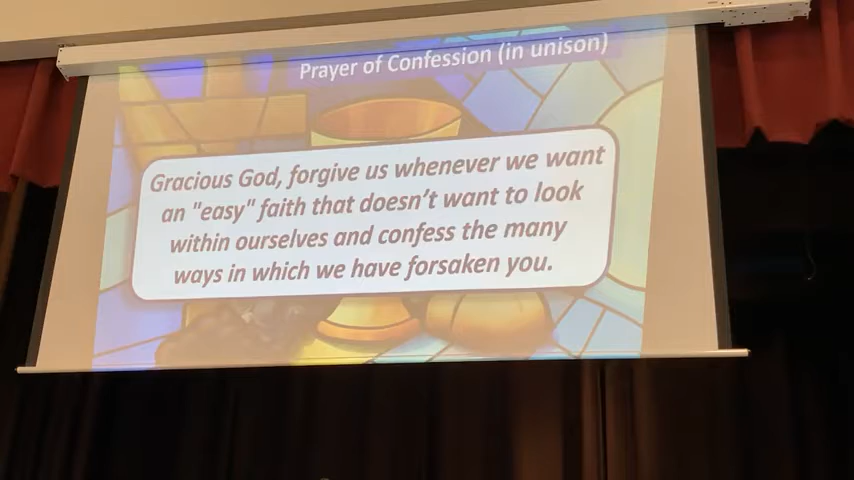 Prayer of Confession (in unison)
Gracious God, forgive us whenever we want
an "easy" faith that doesn't want to look
within ourselves and confess the many
ways in which we have forsaken you.